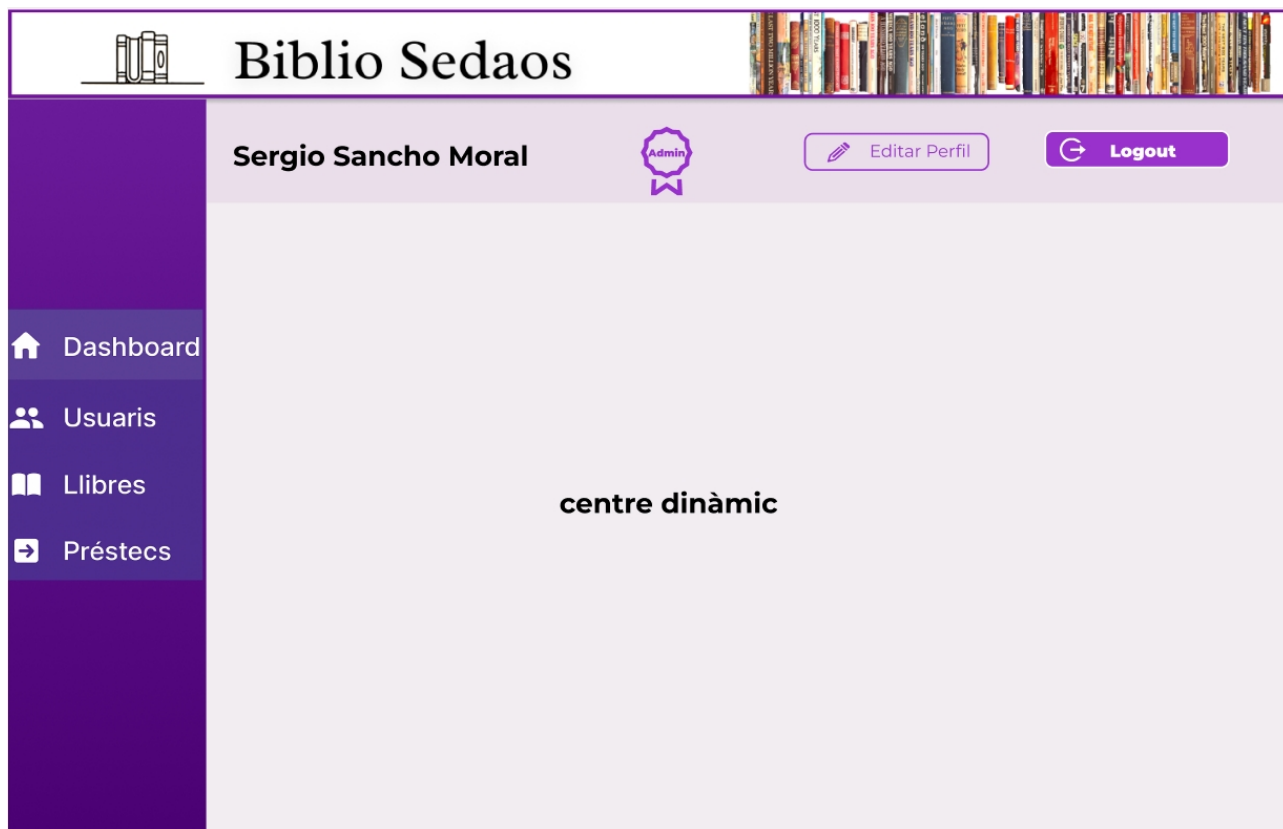 Biblio Sedaos
Sergio Sancho Moral
Admin
Editar Perfil
Logout
Dashboard
Usuaris
Llibres
Préstecs
centre dinàmic